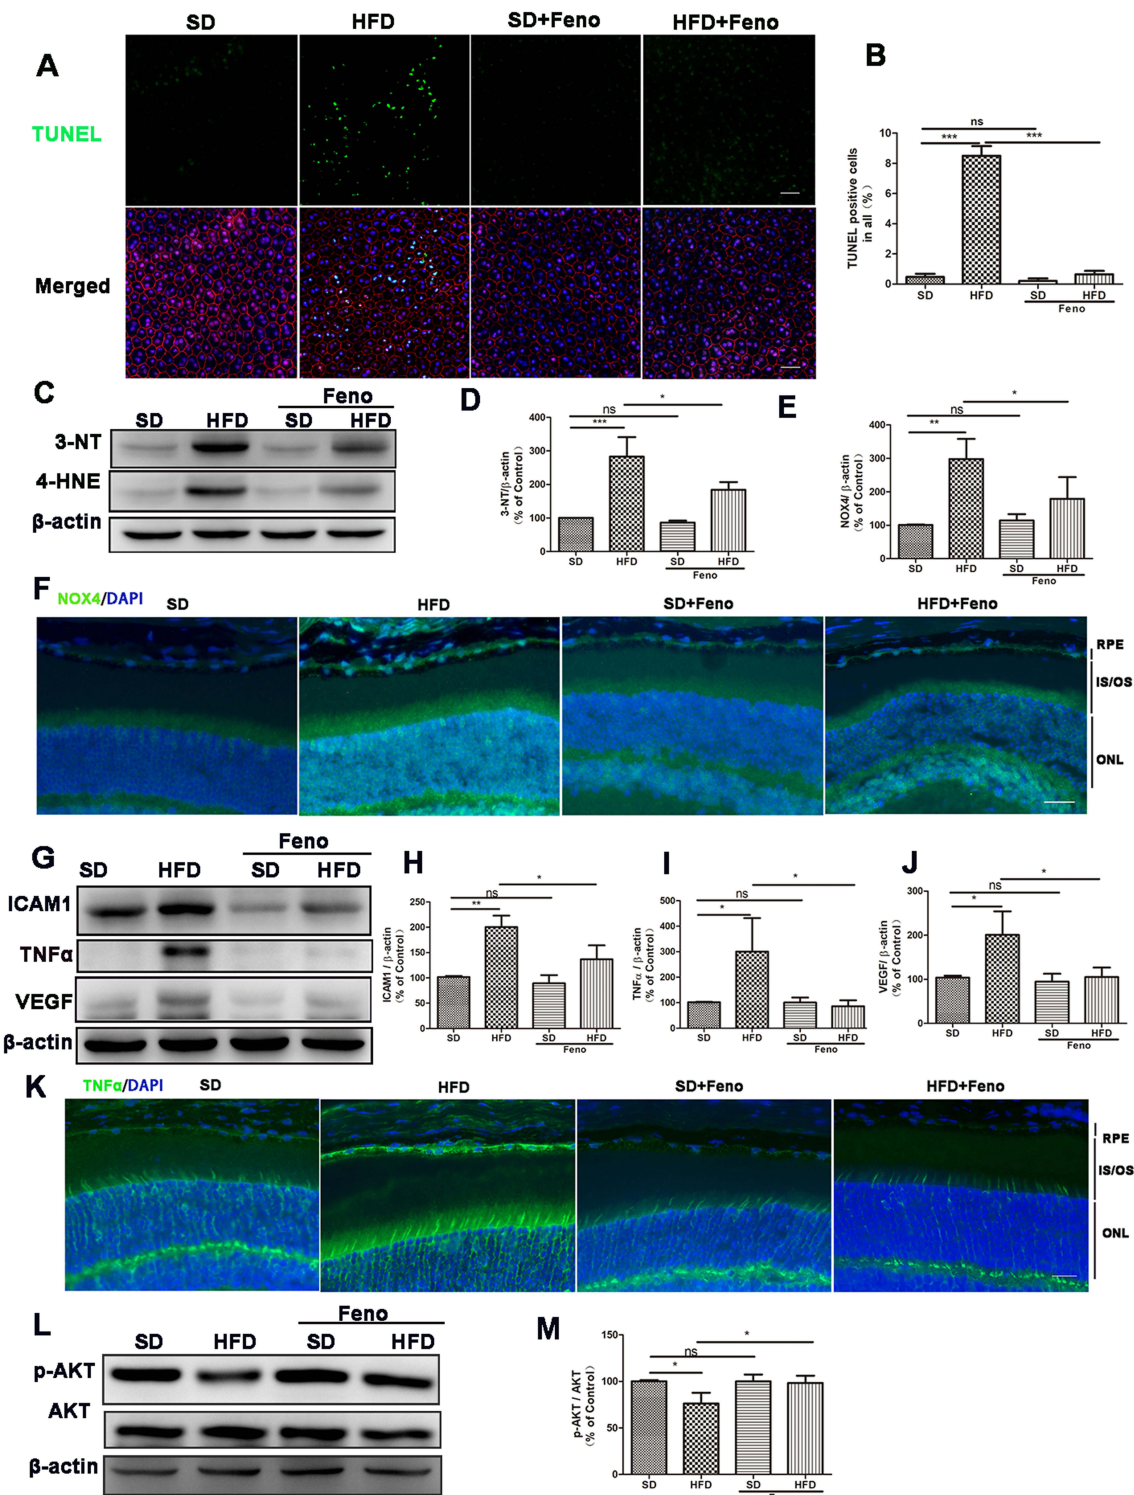 SD HFD SD+Feno HFD+Feno
A
TUNEL
Merged
B
TUNEL positive cells
in all (%)
10
8
6
4
2
0
ns
*** ***
SD HFD SD HFD
Feno
C
Feno
SD HFD SD HFD
3-NT
4-HNE
β-actin
D
3-NT/β-actin
(% of Control)
400
300
200
100
0
*
ns
***
SD HFD SD HFD
Feno
E
NOX4/ β-actin
(% of Control)
400
300
200
100
0
*
ns
**
SD HFD SD HFD
Feno
F
NOX4/DAPI SD HFD SD+Feno HFD+Feno
RPE
IS/OS
ONL
G
Feno
SD HFD SD HFD
ICAM1
TNFα
VEGF
β-actin
H
ICAM1 / β-actin
(% of Control)
250
200
150
100
50
0
*
ns
**
SD HFD SD HFD
Feno
I
TNFα / β-actin
(% of Control)
500
400
300
200
100
0
*
ns
*
SD HFD SD HFD
Feno
J
VEGF/ β-actin
(% of Control)
300
200
100
0
*
ns
*
SD HFD SD HFD
Feno
K
TNFα/DAPI SD HFD SD+Feno HFD+Feno
RPE
IS/OS
ONL
L
Feno
SD HFD SD HFD
p-AKT
AKT
β-actin
M
p-AKT / AKT
(% of Control)
150
100
50
0
*
ns
*
SD HFD SD HFD